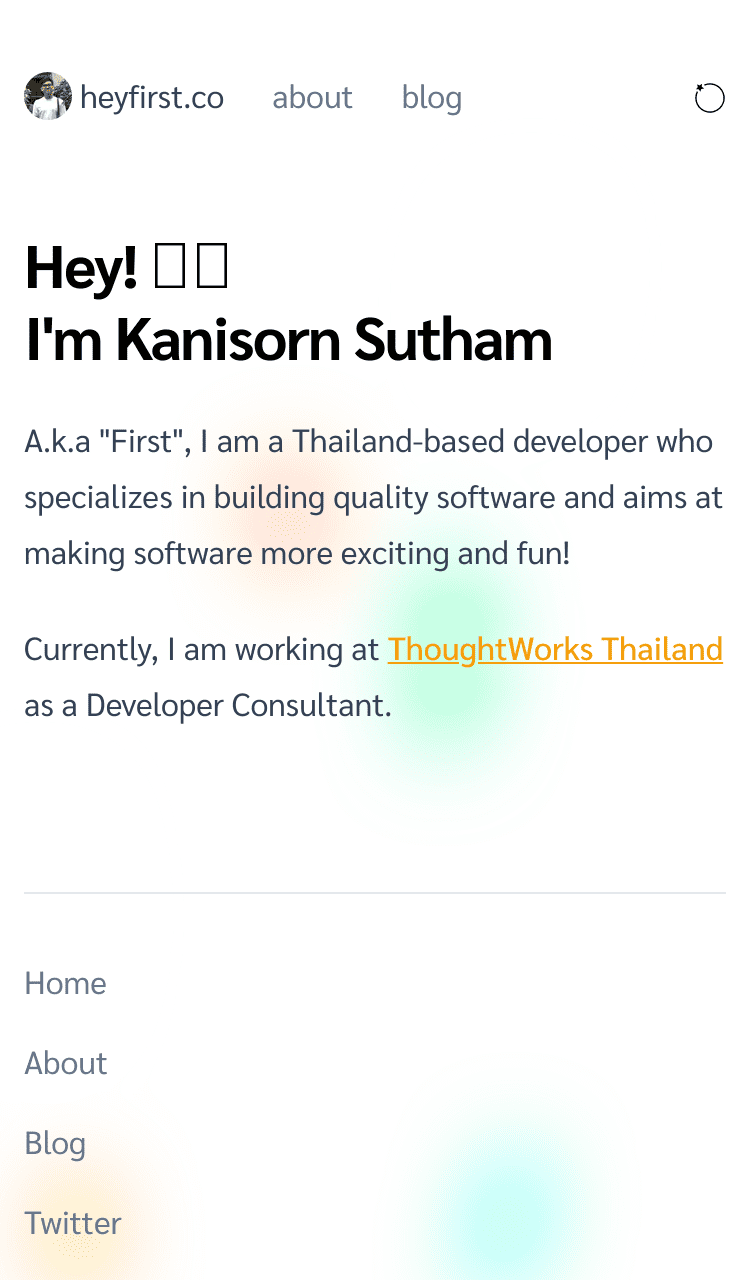 heyfirst.co about blog
Hey!
I'm Kanisorn Sutham
A.k.a "First", I am a Thailand-based developer who
specializes in building quality software and aims at
making software more exciting and fun!
Currently, I am working at ThoughtWorks Thailand
as a Developer Consultant.
Home
About
Blog
Twitter